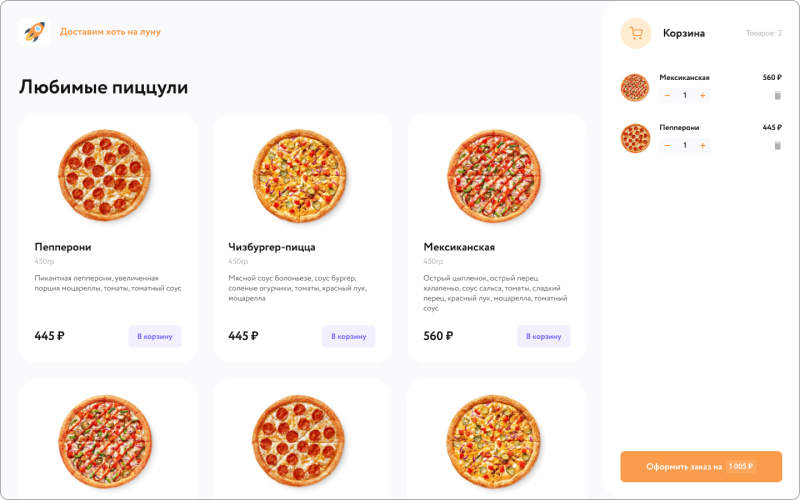 Доставим хоть на луну
Любимые пиццули
Пепперони
450гр
Пикантная пепперони, увеличенная
порция моцареллы, томаты, томатный соус
445 ₽
В корзину
Чизбургер-пицца
450гр
Мясной соус болоньезе, соус бургер,
соленые огурчики, томаты, красный лук,
моцарелла
445 ₽
В корзину
Мексиканская
450гр
Острый цыпленок, острый перец
халапеньо, соус сальса, томаты, сладкий
перец, красный лук, моцарелла, томатный
соус
560 ₽
В корзину
Корзина
Товаров: 2
Мексиканская
560 ₽
− 1 +
Пепперони
445 ₽
− 1 +
Оформить заказ на 1 005 ₽